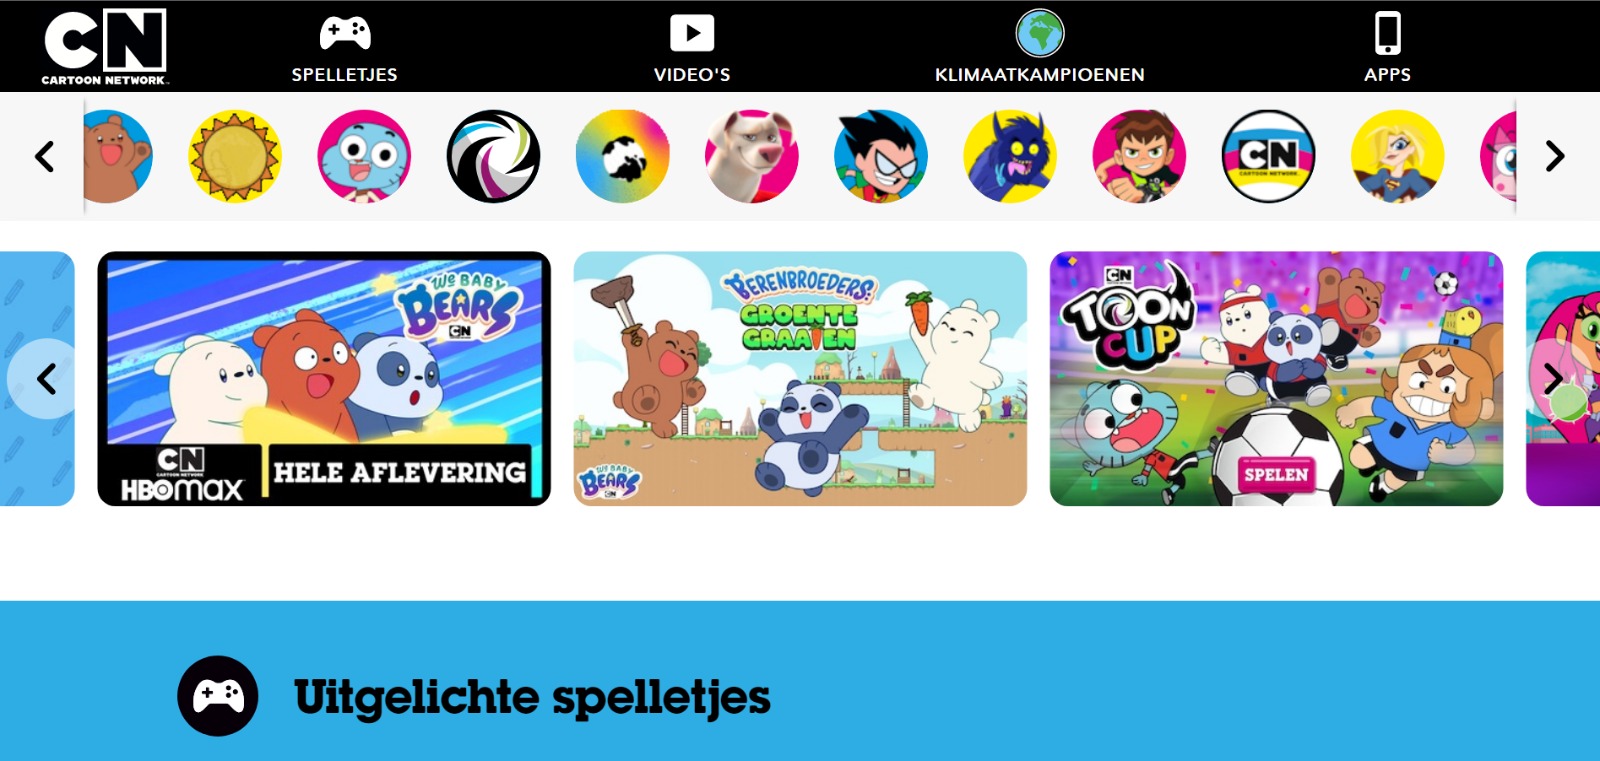 CN
CARTOON NETWORK
SPELLETJES
VIDEO'S
KLIMAATKAMPIOENEN
APPS
CN
CARTOON NETWORK
We BABY
BEARS
CN
CN
CARTOON NETWORK
HBOmax
HELE AFLEVERING
BERENBROEDERS:
GROENTE
GRAAIEN
We BABY
BEARS
CN
CN
TOON
CUP
SPELEN
Uitgelichte spelletjes